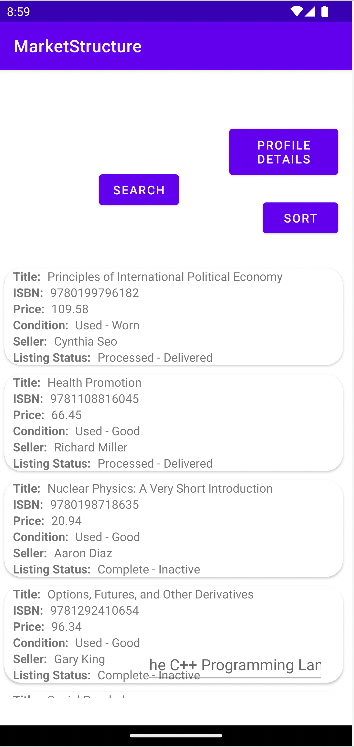 8:59
MarketStructure
PROFILE
DETAILS
SEARCH
SORT
Title: Principles of International Political Economy
ISBN: 9780199796182
Price: 109.58
Condition: Used - Worn
Seller: Cynthia Seo
Listing Status: Processed - Delivered
Title: Health Promotion
ISBN: 9781108816045
Price: 66.45
Condition: Used - Good
Seller: Richard Miller
Listing Status: Processed - Delivered
Title: Nuclear Physics: A Very Short Introduction
ISBN: 9780198718635
Price: 20.94
Condition: Used - Good
Seller: Aaron Diaz
Listing Status: Complete - Inactive
Title: Options, Futures, and Other Derivatives
ISBN: 9781292410654
Price: 96.34
Condition: Used - Good
Seller: Gary King
he C++ Programming Lan
Listing Status: Complete - Inactive
Title: